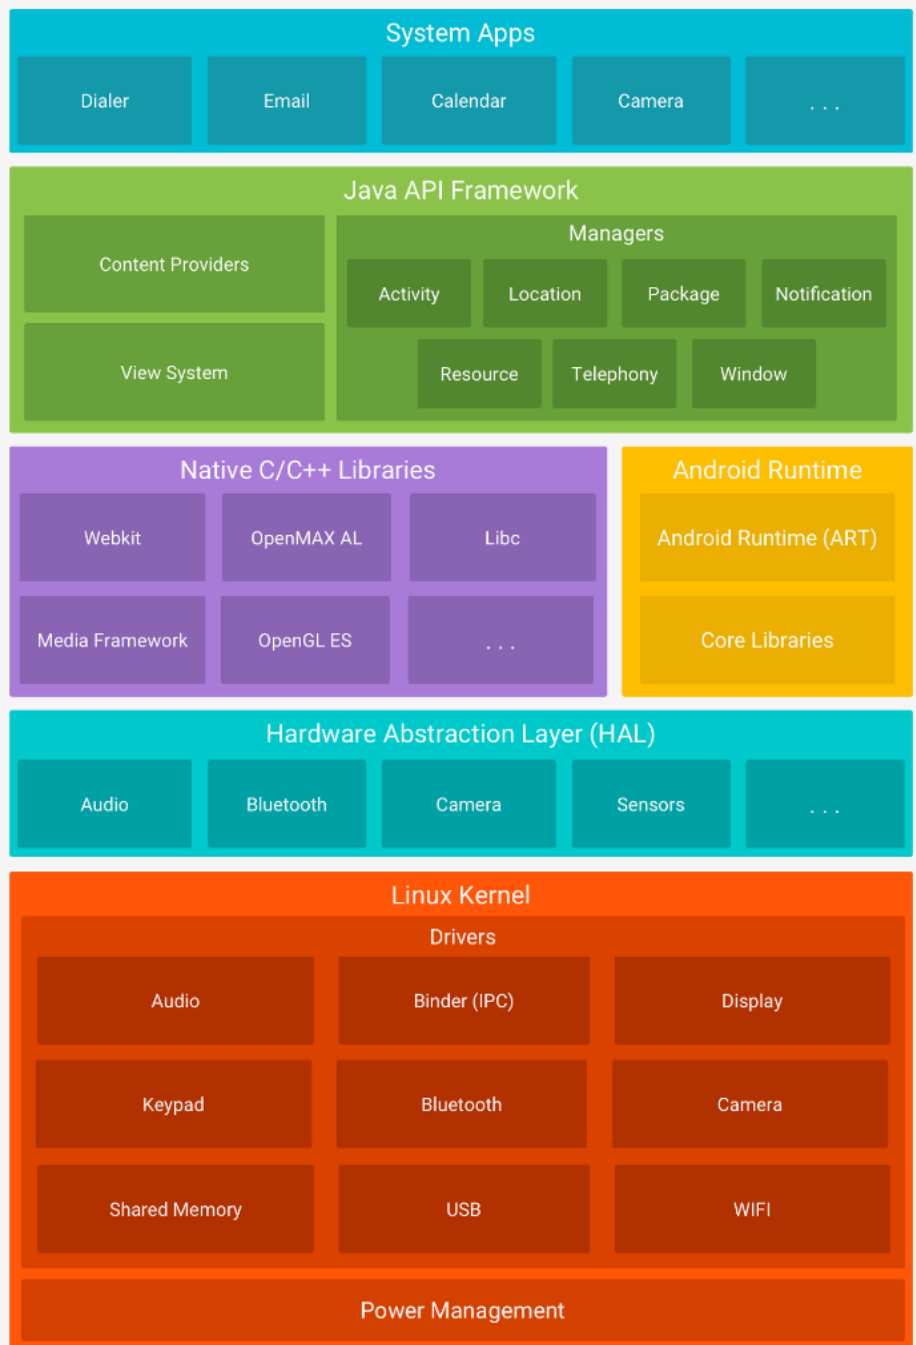 System Apps
Dialer
Email
Calendar
Camera
. . .
Java API Framework
Content Providers
View System
Managers
Activity
Location
Package
Notification
Resource
Telephony
Window
Native C/C++ Libraries
Webkit
OpenMAX AL
Libc
Media Framework
OpenGL ES
. . .
Android Runtime
Android Runtime (ART)
Core Libraries
Hardware Abstraction Layer (HAL)
Audio
Bluetooth
Camera
Sensors
. . .
Linux Kernel
Drivers
Audio
Binder (IPC)
Display
Keypad
Bluetooth
Camera
Shared Memory
USB
WIFI
Power Management